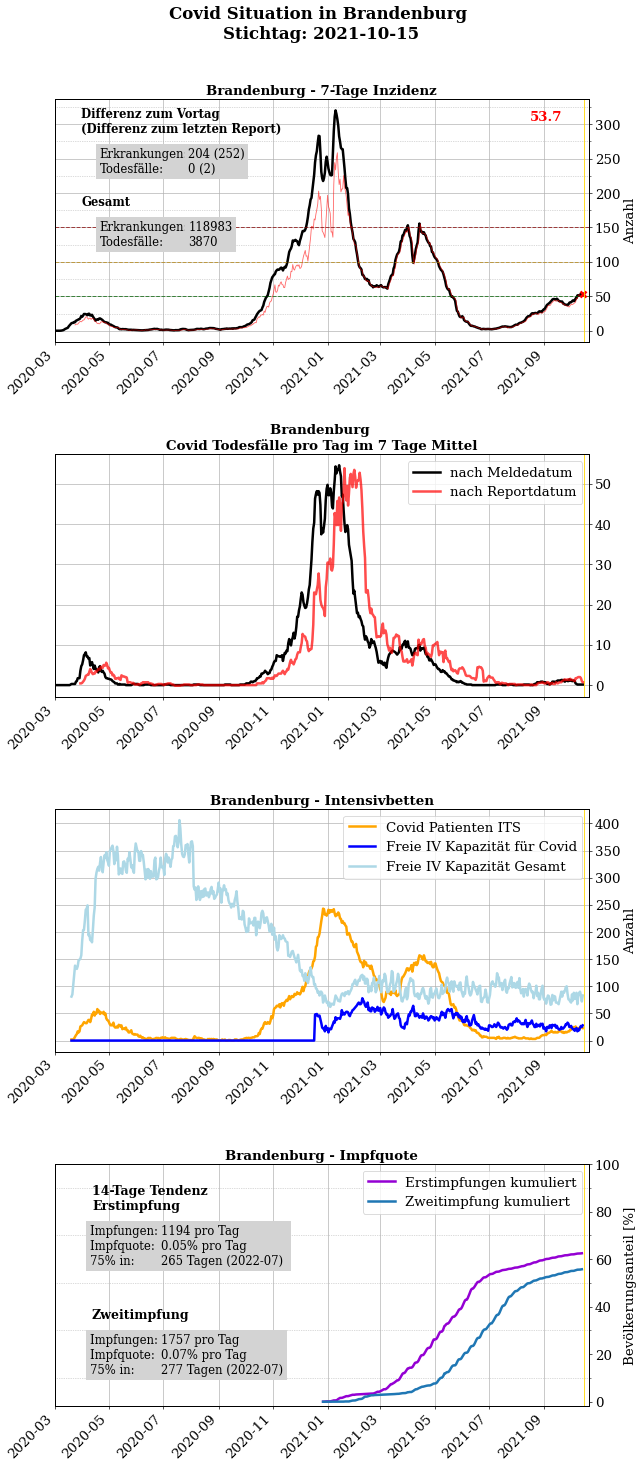 Covid Situation in Brandenburg
Stichtag: 2021-10-15
Brandenburg - 7-Tage Inzidenz
Differenz zum Vortag
(Differenz zum letzten Report)
Erkrankungen 204 (252)
Todesfälle: 0 (2)
Gesamt
Erkrankungen 118983
Todesfälle: 3870
53.7
300
250
200
150
100
50
0
Anzahl
2020-03
2020-05
2020-07
2020-09
2020-11
2021-01
2021-03
2021-05
2021-07
2021-09
Brandenburg
Covid Todesfälle pro Tag im 7 Tage Mittel
nach Meldedatum
nach Reportdatum
50
40
30
20
10
0
2020-03
2020-05
2020-07
2020-09
2020-11
2021-01
2021-03
2021-05
2021-07
2021-09
Brandenburg - Intensivbetten
Covid Patienten ITS
Freie IV Kapazität für Covid
Freie IV Kapazität Gesamt
400
350
300
250
200
150
100
50
0
Anzahl
2020-03
2020-05
2020-07
2020-09
2020-11
2021-01
2021-03
2021-05
2021-07
2021-09
Brandenburg - Impfquote
14-Tage Tendenz
Erstimpfung
Impfungen: 1194 pro Tag
Impfquote: 0.05% pro Tag
75% in: 265 Tagen (2022-07)
Zweitimpfung
Impfungen: 1757 pro Tag
Impfquote: 0.07% pro Tag
75% in: 277 Tagen (2022-07)
Erstimpfungen kumuliert
Zweitimpfung kumuliert
100
80
60
40
20
0
Bevölkerungsanteil [%]
2020-03
2020-05
2020-07
2020-09
2020-11
2021-01
2021-03
2021-05
2021-07
2021-09